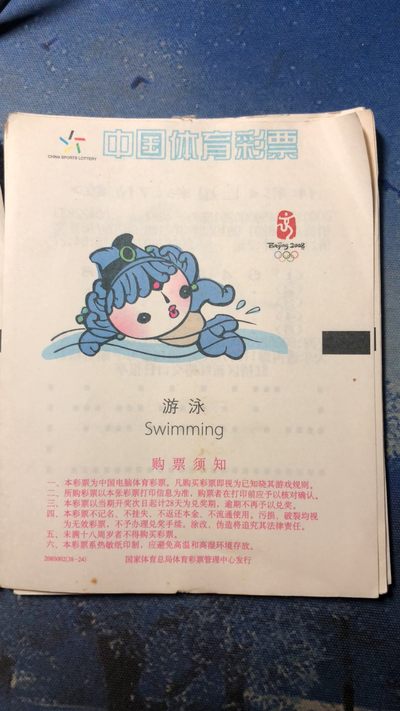 CHINA SPORTS LOTTERY
中国体育彩票
Beijing 2008
游泳
Swimming
购票须知
一、本彩票为中国电脑体育彩票。凡购买彩票即视为已知晓其游戏规则。
二、所购彩票以本张彩票打印信息为准，购票者在打印前应予以核对确认。
三、本彩票以当期开奖次日起计28天为兑奖期，逾期不再予以兑奖。
四、本彩票不记名、不挂失、不返还本金、不流通使用。污损、破裂均视
为无效彩票，不予办理兑奖手续。涂改、伪造将追究其法律责任。
五、未满十八周岁者不得购买彩票。
六、本彩票系热敏纸印制，应避免高温和高湿环境存放。
2080802(38-24)
国家体育总局体育彩票管理中心发行